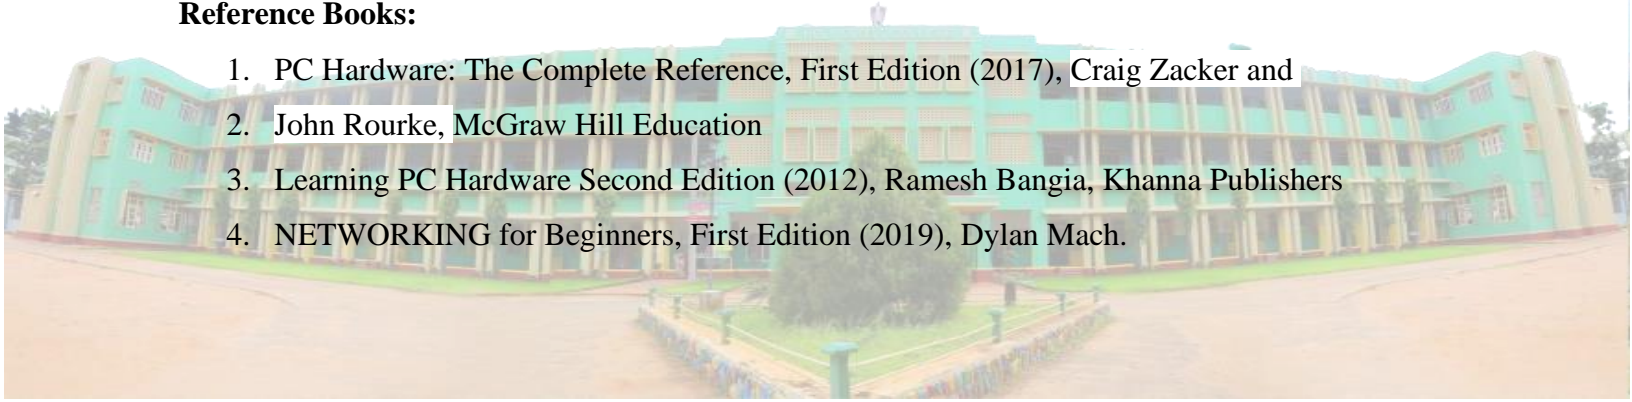 Reference Books:
1. PC Hardware: The Complete Reference, First Edition (2017), Craig Zacker and
2. John Rourke, McGraw Hill Education
3. Learning PC Hardware Second Edition (2012), Ramesh Bangia, Khanna Publishers
4. NETWORKING for Beginners, First Edition (2019), Dylan Mach.